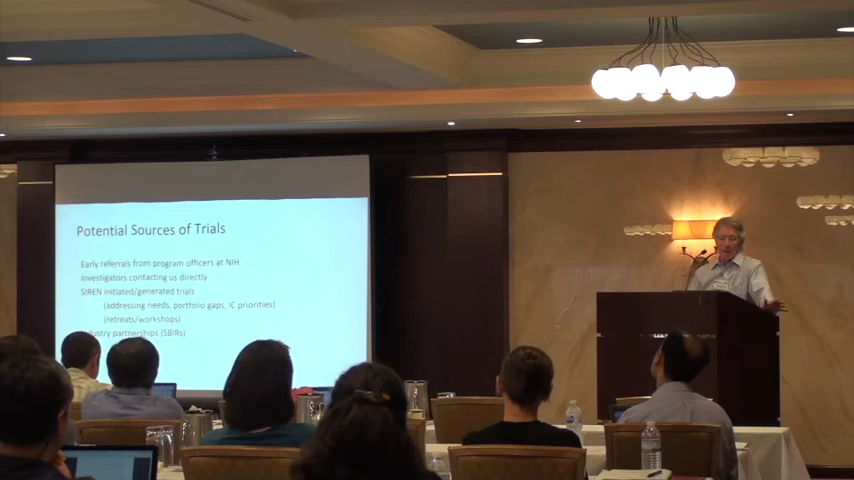 Potential Sources of Trials
Early referrals from program officers at NIH
Investigators contacting us directly
SIREN initiated/generated trials
(addressing needs, portfolio gaps, IC priorities)
(retreats/workshops)
partnerships (SBIRs)